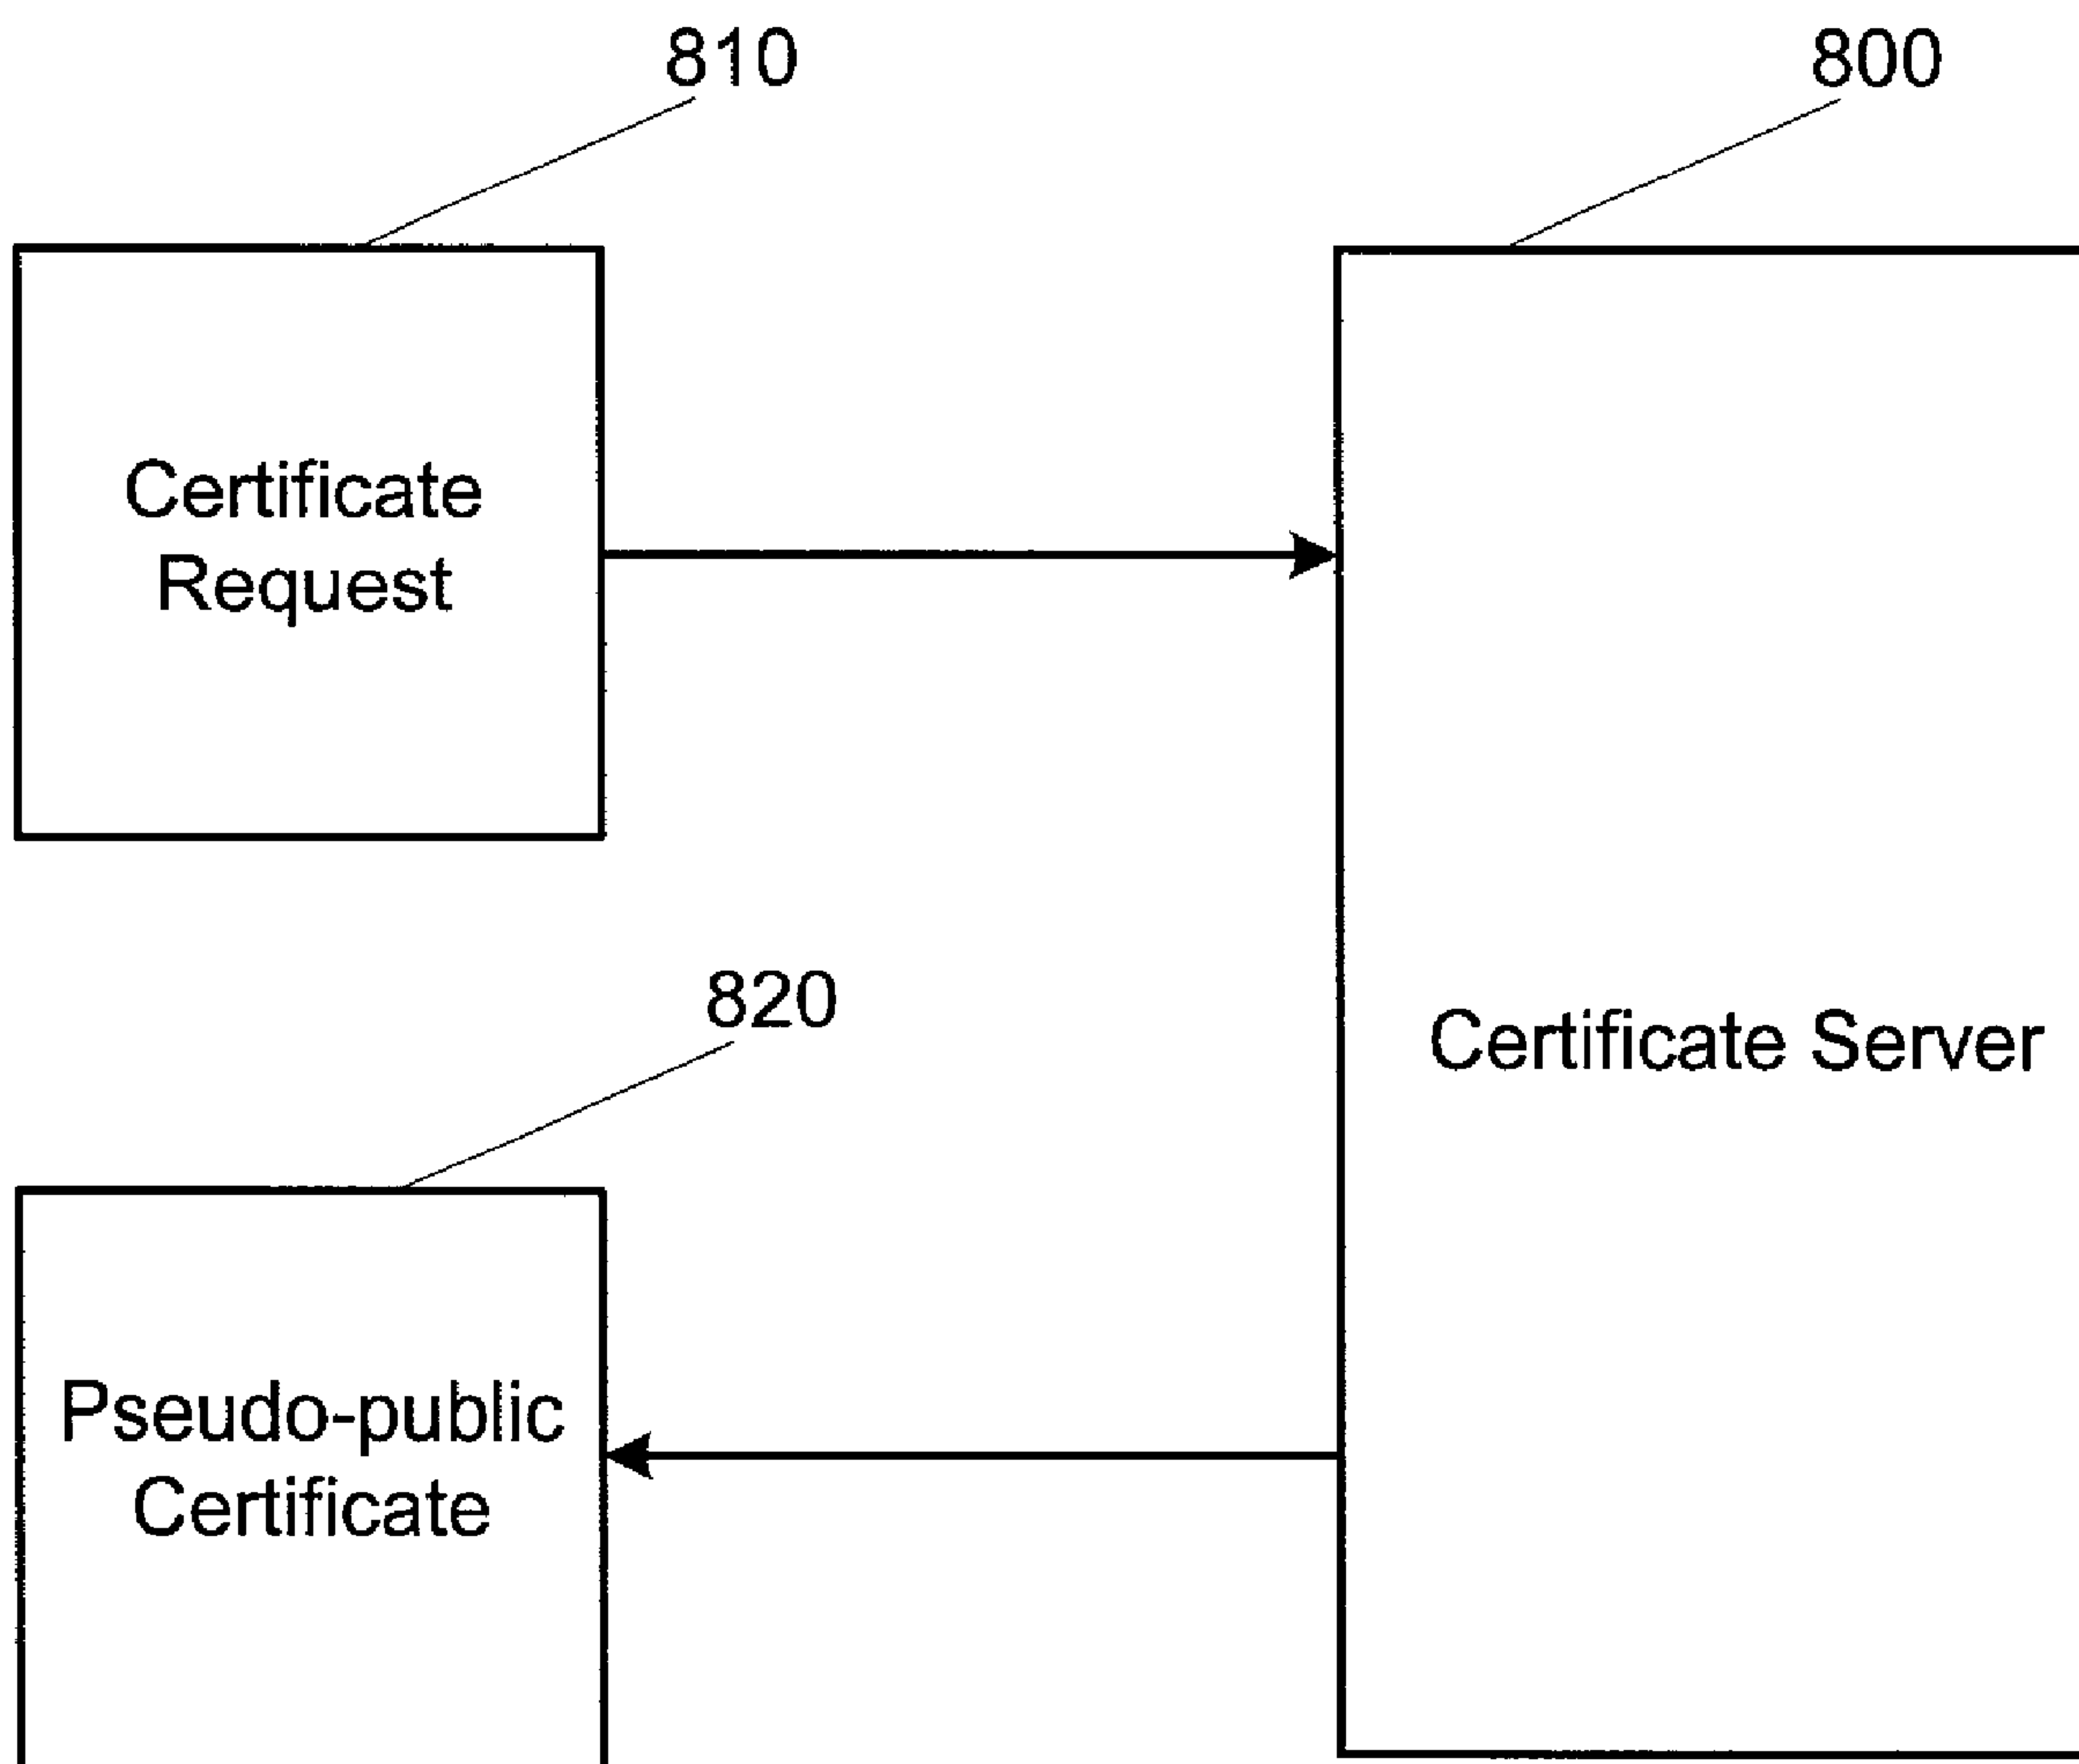 810
800
Certificate
Request
820
Certificate Server
Pseudo-public
Certificate